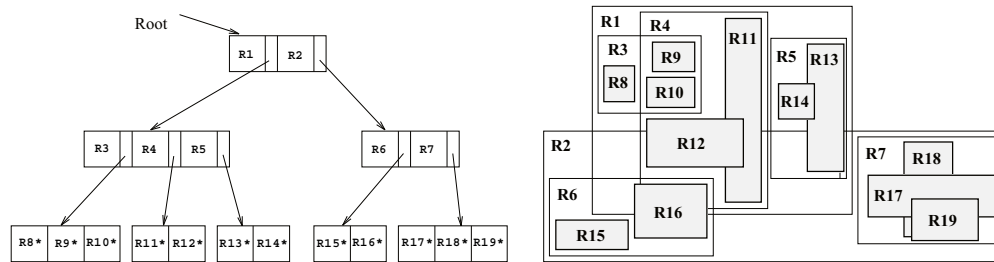 Root
R1 R2
R3 R4 R5
R6 R7
R8* R9* R10*
R11* R12*
R13* R14*
R15* R16*
R17* R18* R19*
R1
R4
R11
R3
R9
R8
R10
R5
R13
R14
R2
R12
R7
R18
R6
R17
R16
R19
R15